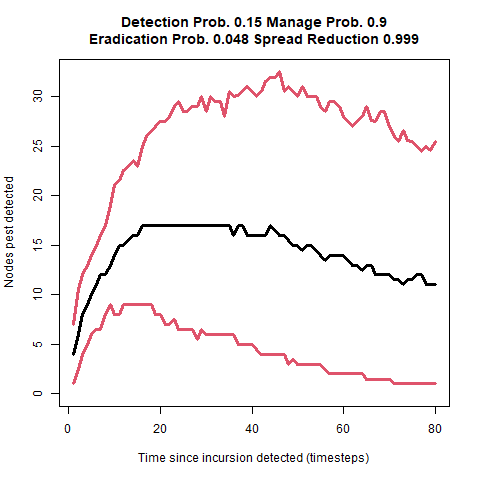 Detection Prob. 0.15 Manage Prob. 0.9
Eradication Prob. 0.048 Spread Reduction 0.999
Nodes pest detected
30
25
20
15
10
5
0
0 20 40 60 80
Time since incursion detected (timesteps)